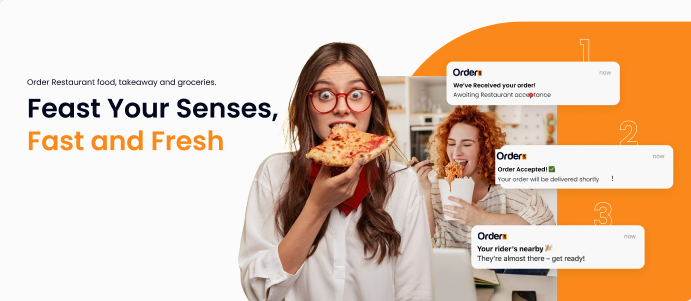 Order Restaurant food, takeaway and groceries.
Feast Your Senses,
Fast and Fresh
1
Order
now
We've Received your order!
Awaiting Restaurant acceptance
2
Order
now
Order Accepted! ✅
Your order will be delivered shortly !
3
Order
now
Your rider's nearby 🎉
They're almost there – get ready!